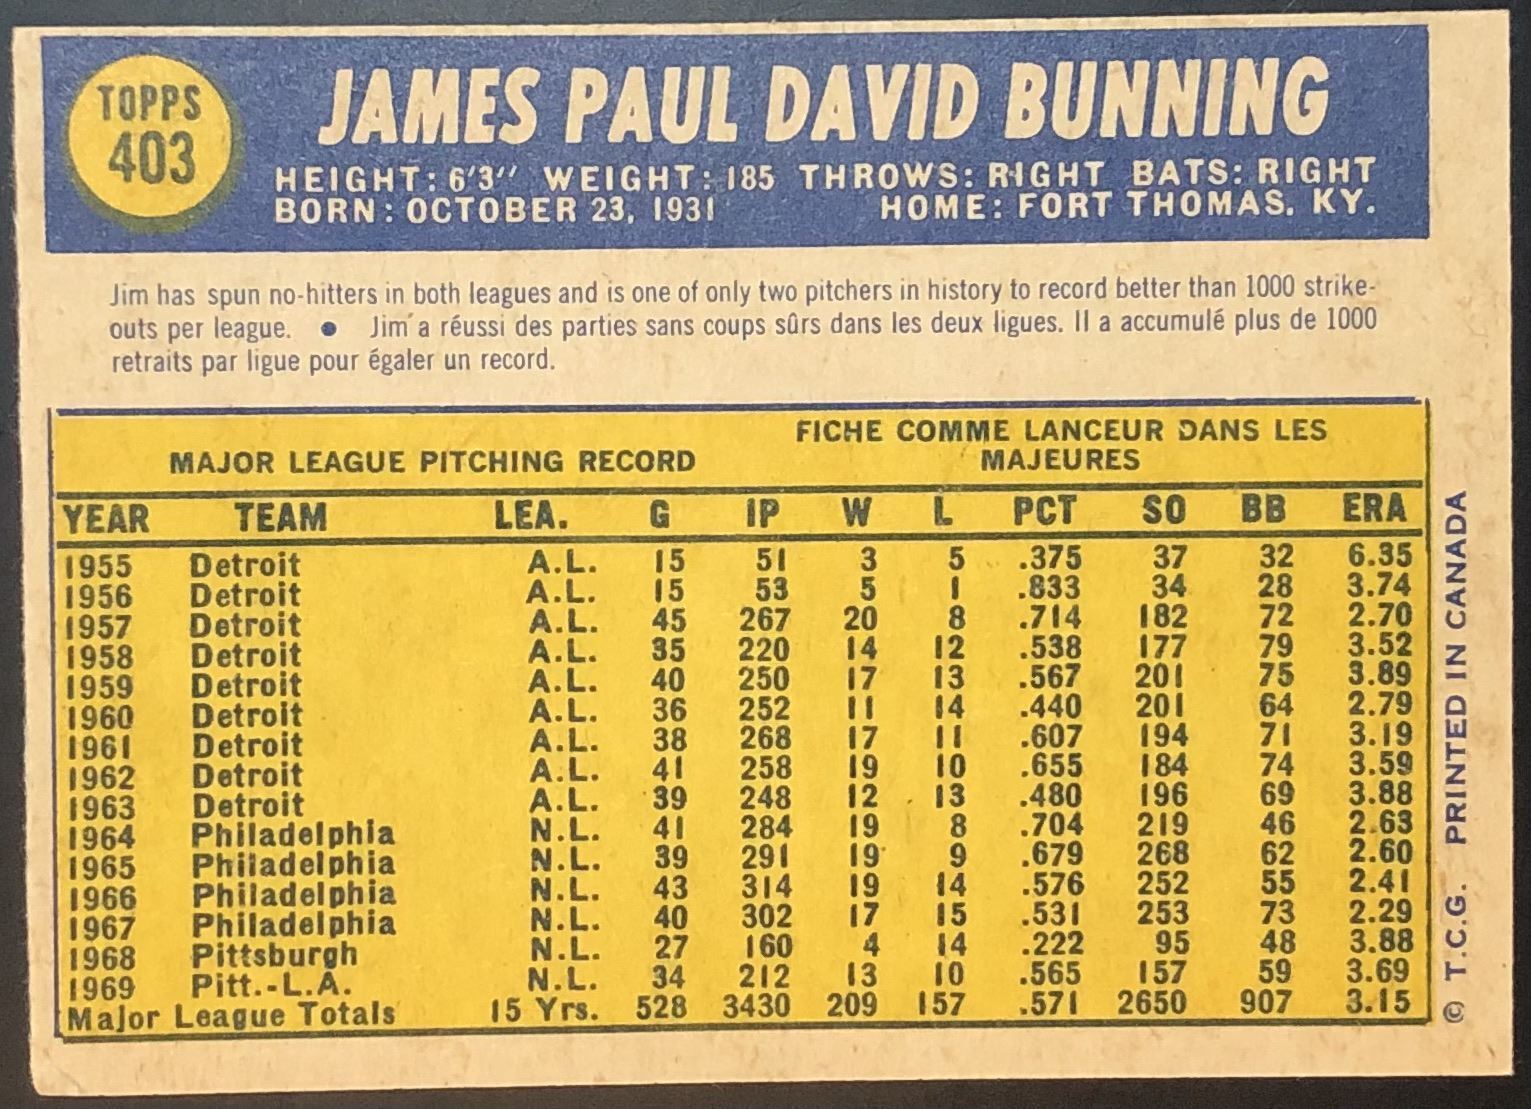 TOPPS
403
JAMES PAUL DAVID BUNNING
HEIGHT: 6'3" WEIGHT: 185 THROWS: RIGHT BATS: RIGHT
BORN: OCTOBER 23, 1931 HOME: FORT THOMAS, KY.
Jim has spun no-hitters in both leagues and is one of only two pitchers in history to record better than 1000 strike-
outs per league. • Jim a réussi des parties sans coups sûrs dans les deux ligues. Il a accumulé plus de 1000
retraits par ligue pour égaler un record.
MAJOR LEAGUE PITCHING RECORD
FICHE COMME LANCEUR DANS LES
MAJEURES
YEAR TEAM LEA. G IP W L PCT SO BB ERA
1955 Detroit A.L. 15 51 3 5 .375 37 32 6.35
1956 Detroit A.L. 15 53 5 1 .833 34 28 3.74
1957 Detroit A.L. 45 267 20 8 .714 182 72 2.70
1958 Detroit A.L. 35 220 14 12 .538 177 79 3.52
1959 Detroit A.L. 40 250 17 13 .567 201 75 3.89
1960 Detroit A.L. 36 252 11 14 .440 201 64 2.79
1961 Detroit A.L. 38 268 17 11 .607 194 71 3.19
1962 Detroit A.L. 41 258 19 10 .655 184 74 3.59
1963 Detroit A.L. 39 248 12 13 .480 196 69 3.88
1964 Philadelphia N.L. 41 284 19 8 .704 219 46 2.63
1965 Philadelphia N.L. 39 291 19 9 .679 268 62 2.60
1966 Philadelphia N.L. 43 314 19 14 .576 252 55 2.41
1967 Philadelphia N.L. 40 302 17 15 .531 253 73 2.29
1968 Pittsburgh N.L. 27 160 4 14 .222 95 48 3.88
1969 Pitt.-L.A. N.L. 34 212 13 10 .565 157 59 3.69
Major League Totals 15 Yrs. 528 3430 209 157 .571 2650 907 3.15
© T.C.G. PRINTED IN CANADA